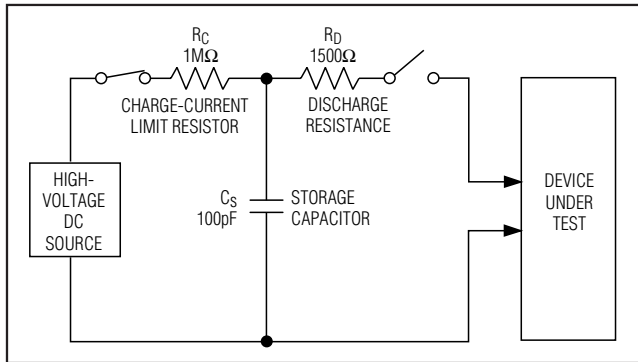 R_C
1MΩ
CHARGE-CURRENT
LIMIT RESISTOR
R_D
1500Ω
DISCHARGE
RESISTANCE
HIGH-
VOLTAGE
DC
SOURCE
C_S
100pF
STORAGE
CAPACITOR
DEVICE
UNDER
TEST